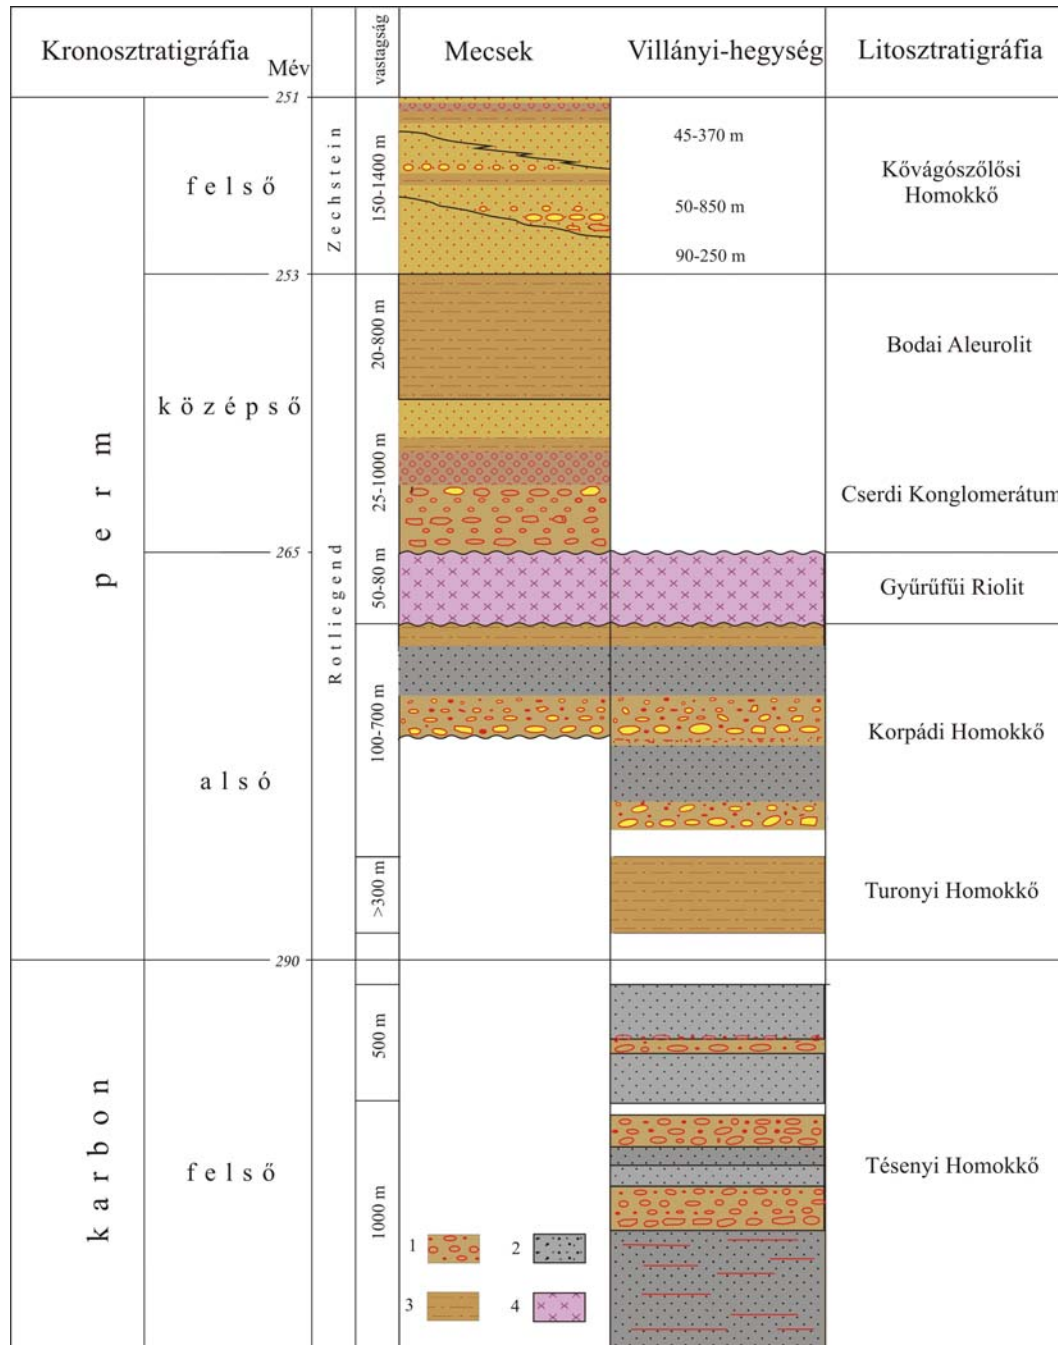 Kronosztratigráfia
Mév
vastagság
Mecsek
Villányi-hegység
Litosztratigráfia
251
felső
Zechstein
150-1400 m
45-370 m
50-850 m
90-250 m
Kővágószőlősi
Homokkő
253
perm
középső
Rotliegend
20-800 m
Bodai Aleurolit
25-1000 m
Cserdi Konglomerátum
265
50-80 m
Gyűrűfűi Riolit
alsó
100-700 m
Korpádi Homokkő
>300 m
Turonyi Homokkő
290
karbon
felső
500 m
1000 m
Tésenyi Homokkő
1
2
3
4